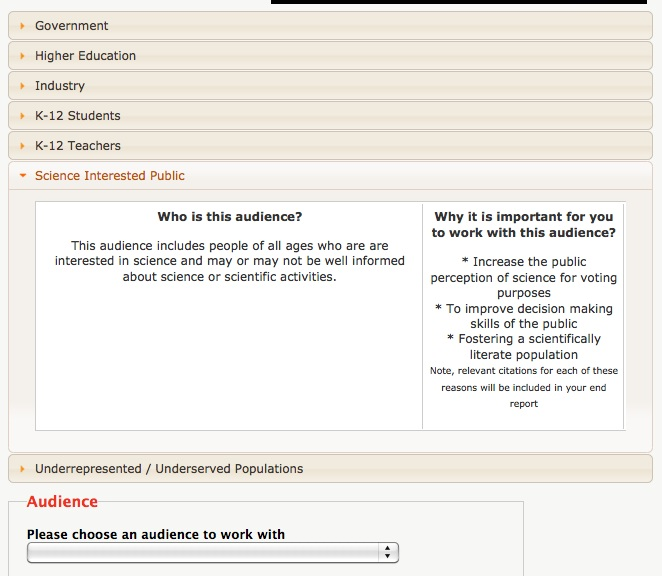 Government
Higher Education
Industry
K-12 Students
K-12 Teachers
Science Interested Public
Who is this audience?
This audience includes people of all ages who are are
interested in science and may or may not be well informed
about science or scientific activities.
Why it is important for you
to work with this audience?
* Increase the public
perception of science for voting
purposes
* To improve decision making
skills of the public
* Fostering a scientifically
literate population
Note, relevant citations for each of these
reasons will be included in your end
report
Underrepresented / Underserved Populations
Audience
Please choose an audience to work with